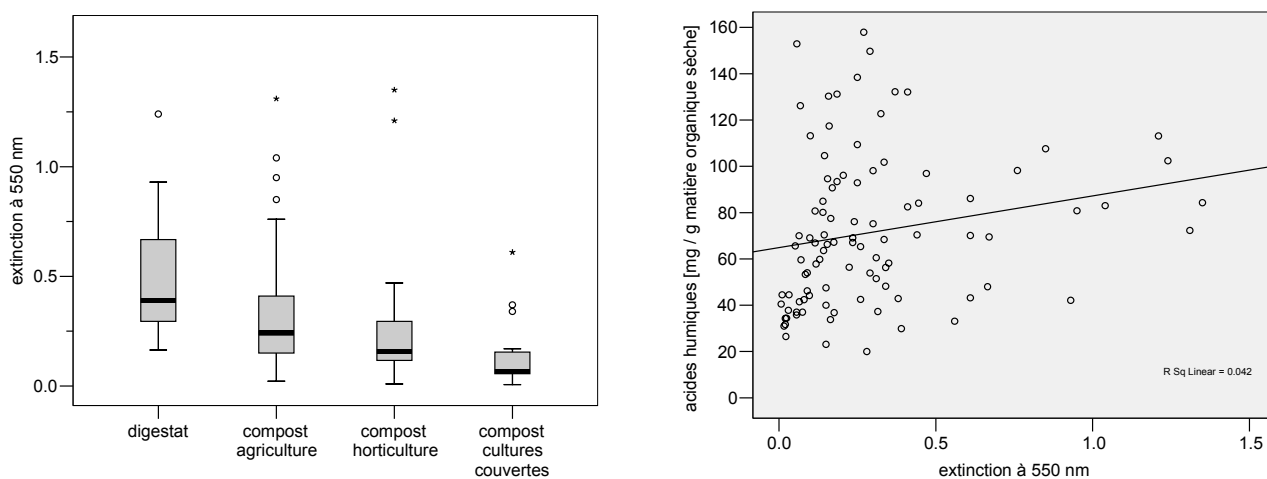 extinction à 550 nm
1.5
1.0
0.5
0.0
digestat
compost
agriculture
compost
horticulture
compost
cultures
couvertes
acides humiques [mg / g matière organique sèche]
160
140
120
100
80
60
40
20
0
R Sq Linear = 0.042
0.0
0.5
1.0
1.5
extinction à 550 nm